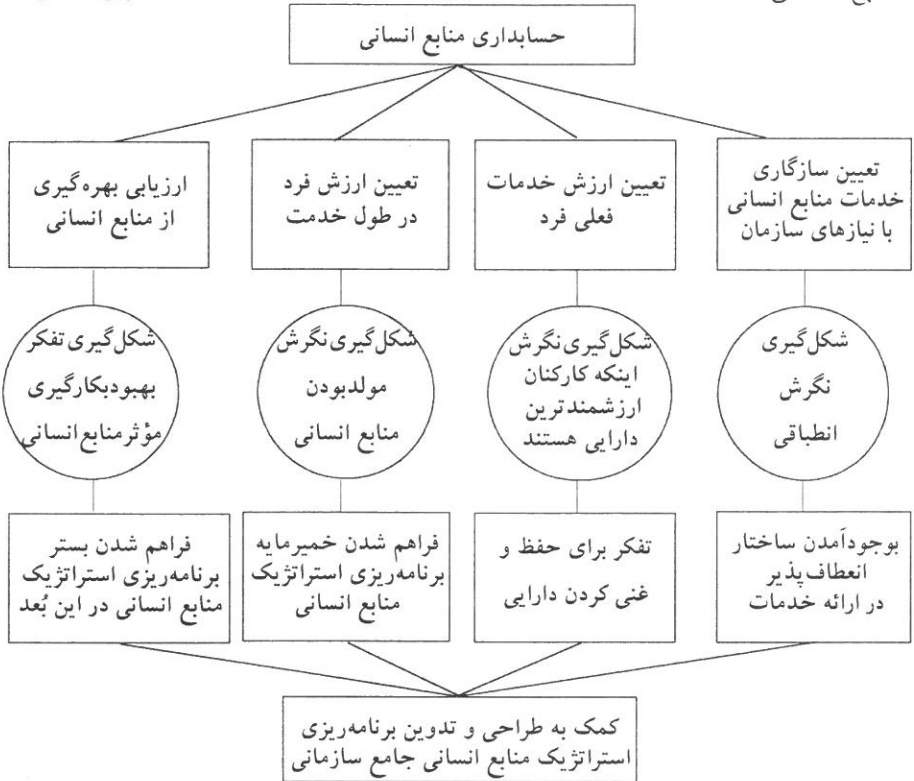 حسابداری منابع انسانی
تعیین سازگاری
خدمات منابع انسانی
با نیازهای سازمان
تعیین ارزش خدمات
فعلی فرد
تعیین ارزش فرد
در طول خدمت
ارزیابی بهره‌گیری
از منابع انسانی
شکل‌گیری
نگرش
انطباقی
شکل‌گیری نگرش
اینکه کارکنان
ارزشمندترین
دارایی هستند
شکل‌گیری نگرش
مولدبودن
منابع انسانی
شکل‌گیری تفکر
بهبودبکارگیری
مؤثرمنابع‌انسانی
بوجودآمدن ساختار
انعطاف‌پذیر
در ارائه خدمات
تفکر برای حفظ و
غنی کردن دارایی
فراهم شدن خمیرمایه
برنامه‌ریزی استراتژیک
منابع انسانی
فراهم شدن بستر
برنامه‌ریزی استراتژیک
منابع انسانی در این بُعد
کمک به طراحی و تدوین برنامه‌ریزی
استراتژیک منابع انسانی جامع سازمانی